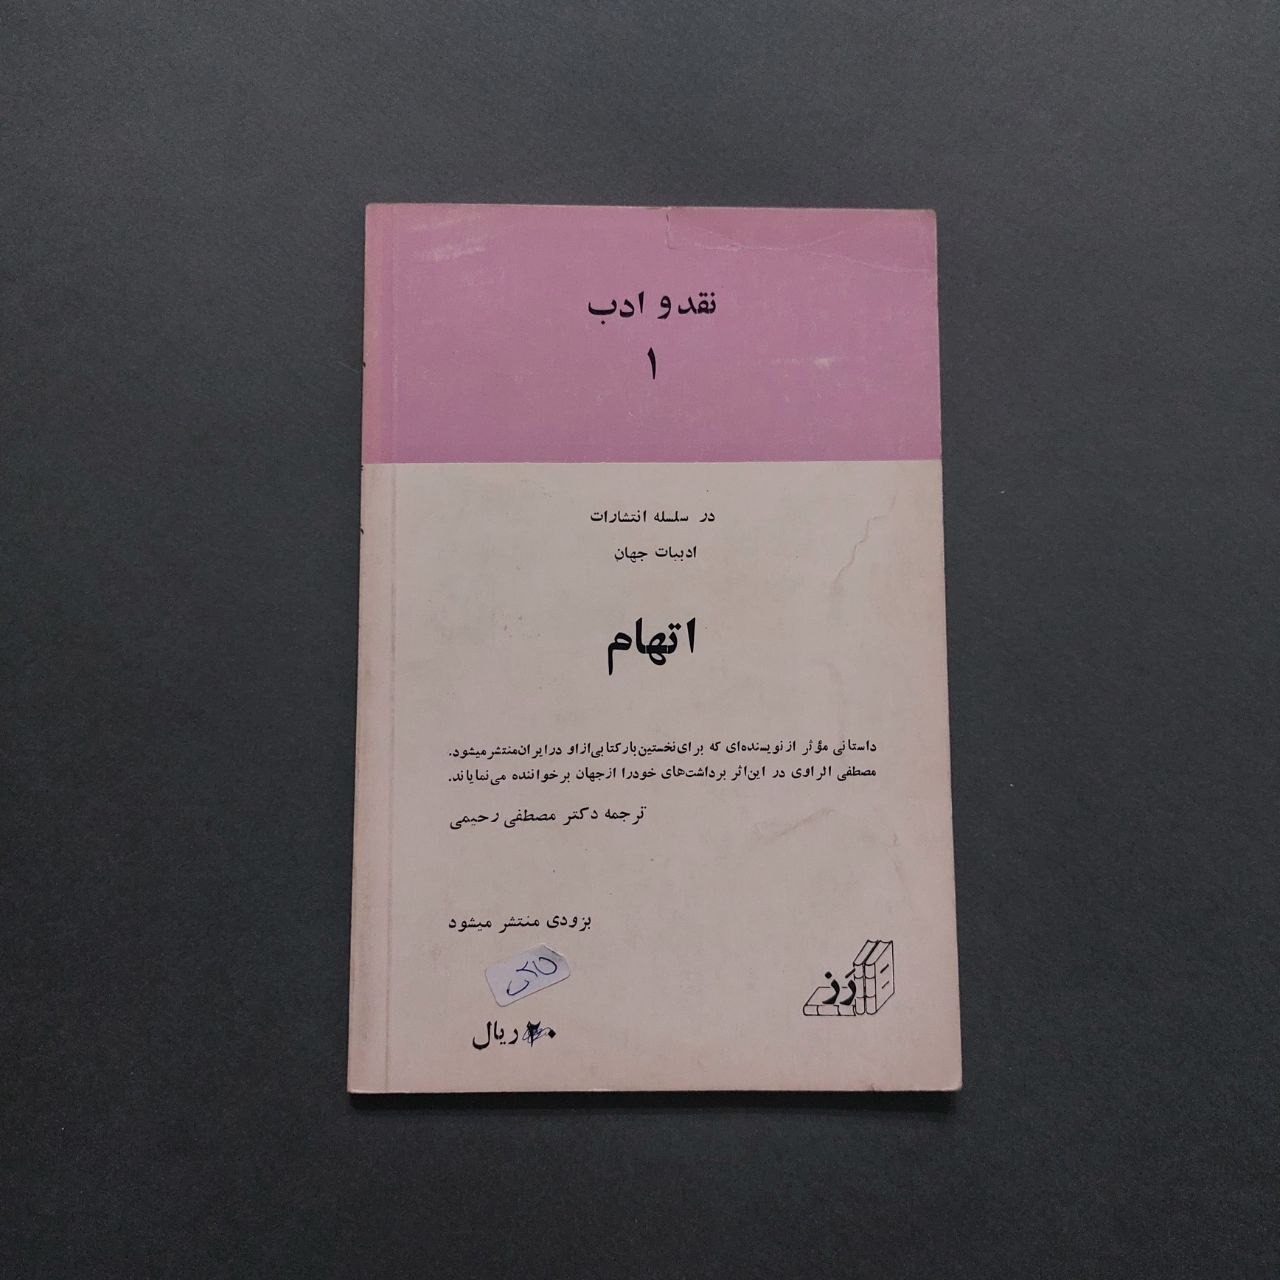 نقد و ادب
۱
در سلسله انتشارات
ادبیات جهان
اتهام
داستانی مؤثر از نویسنده‌ای که برای نخستین بار کتابی از او در ایران منتشر میشود.
مصطفی الراوی در این اثر برداشت‌های خود را از جهان بر خواننده می‌نمایاند.
ترجمه دکتر مصطفی رحیمی
بزودی منتشر میشود
رَز
ریال